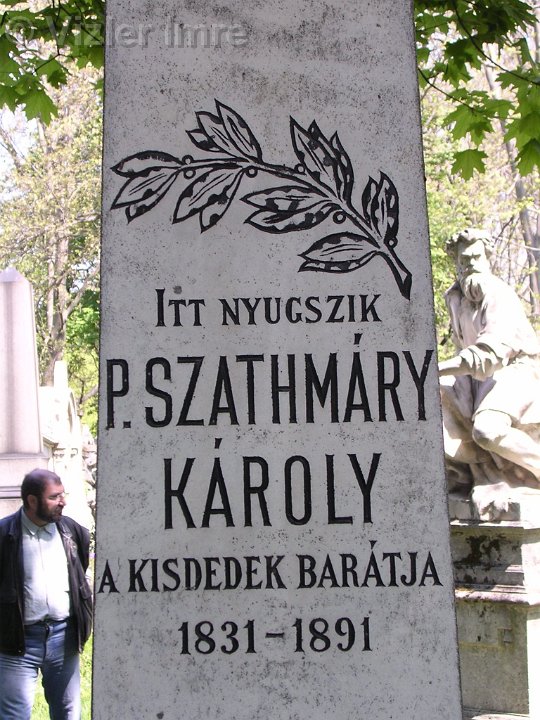 © Vizler Imre
ITT NYUGSZIK
P. SZATHMÁRY
KÁROLY
A KISDEDEK BARÁTJA
1831-1891